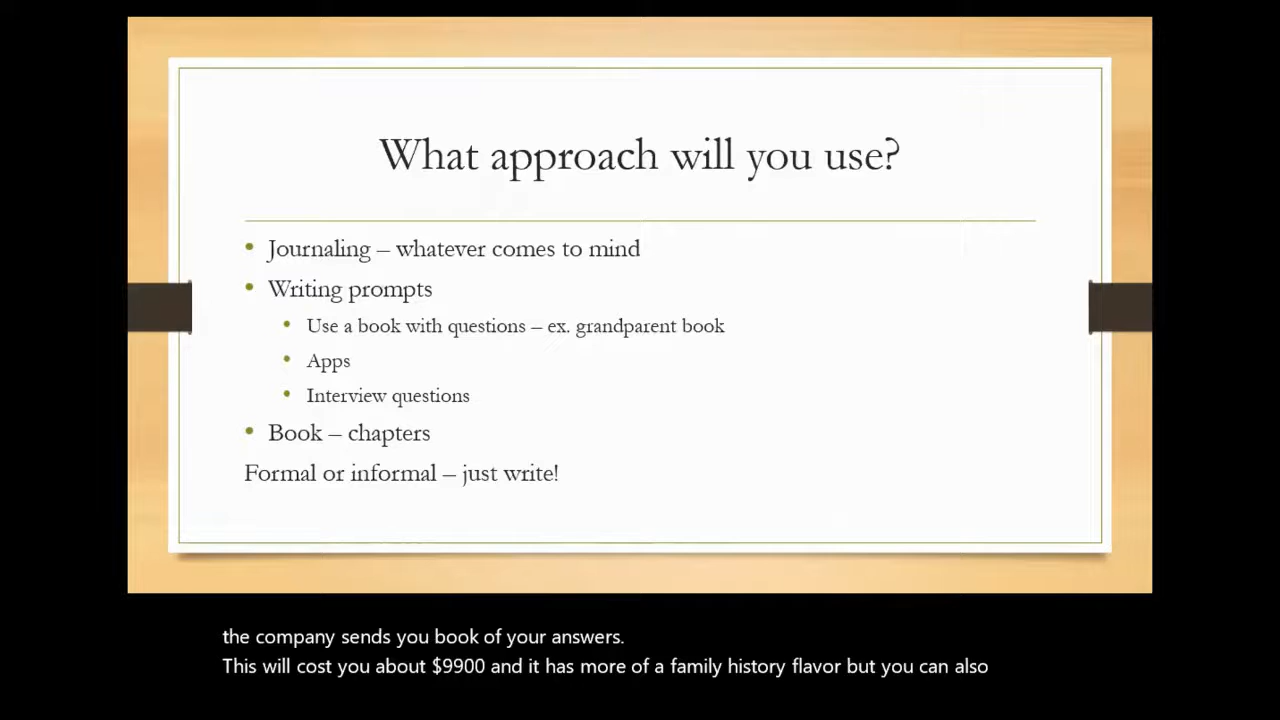 What approach will you use?
• Journaling – whatever comes to mind
• Writing prompts
• Use a book with questions – ex. grandparent book
• Apps
• Interview questions
• Book – chapters
Formal or informal – just write!
the company sends you book of your answers.
This will cost you about $9900 and it has more of a family history flavor but you can also